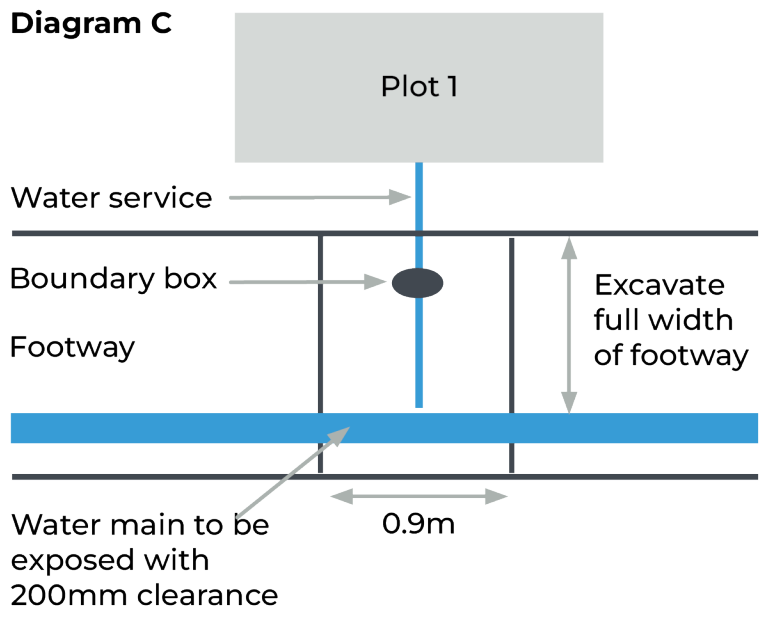 Diagram C
Plot 1
Water service
Boundary box
Footway
Excavate
full width
of footway
Water main to be
exposed with
200mm clearance
0.9m